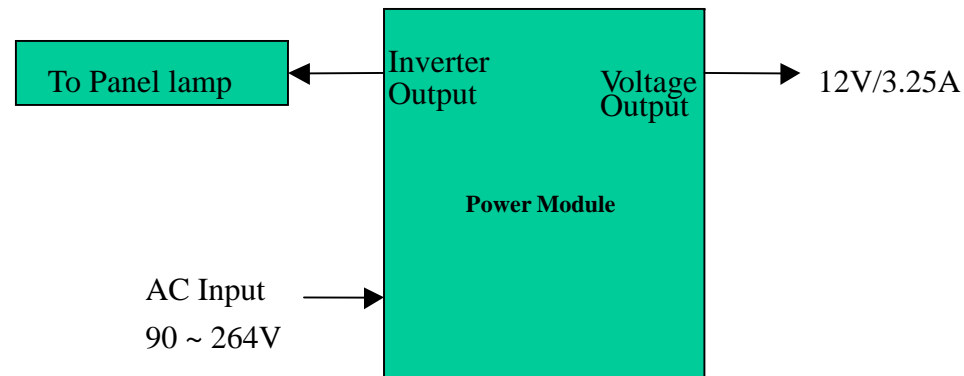 To Panel lamp
Inverter
Output
Voltage
Output
12V/3.25A
Power Module
AC Input
90 ~ 264V